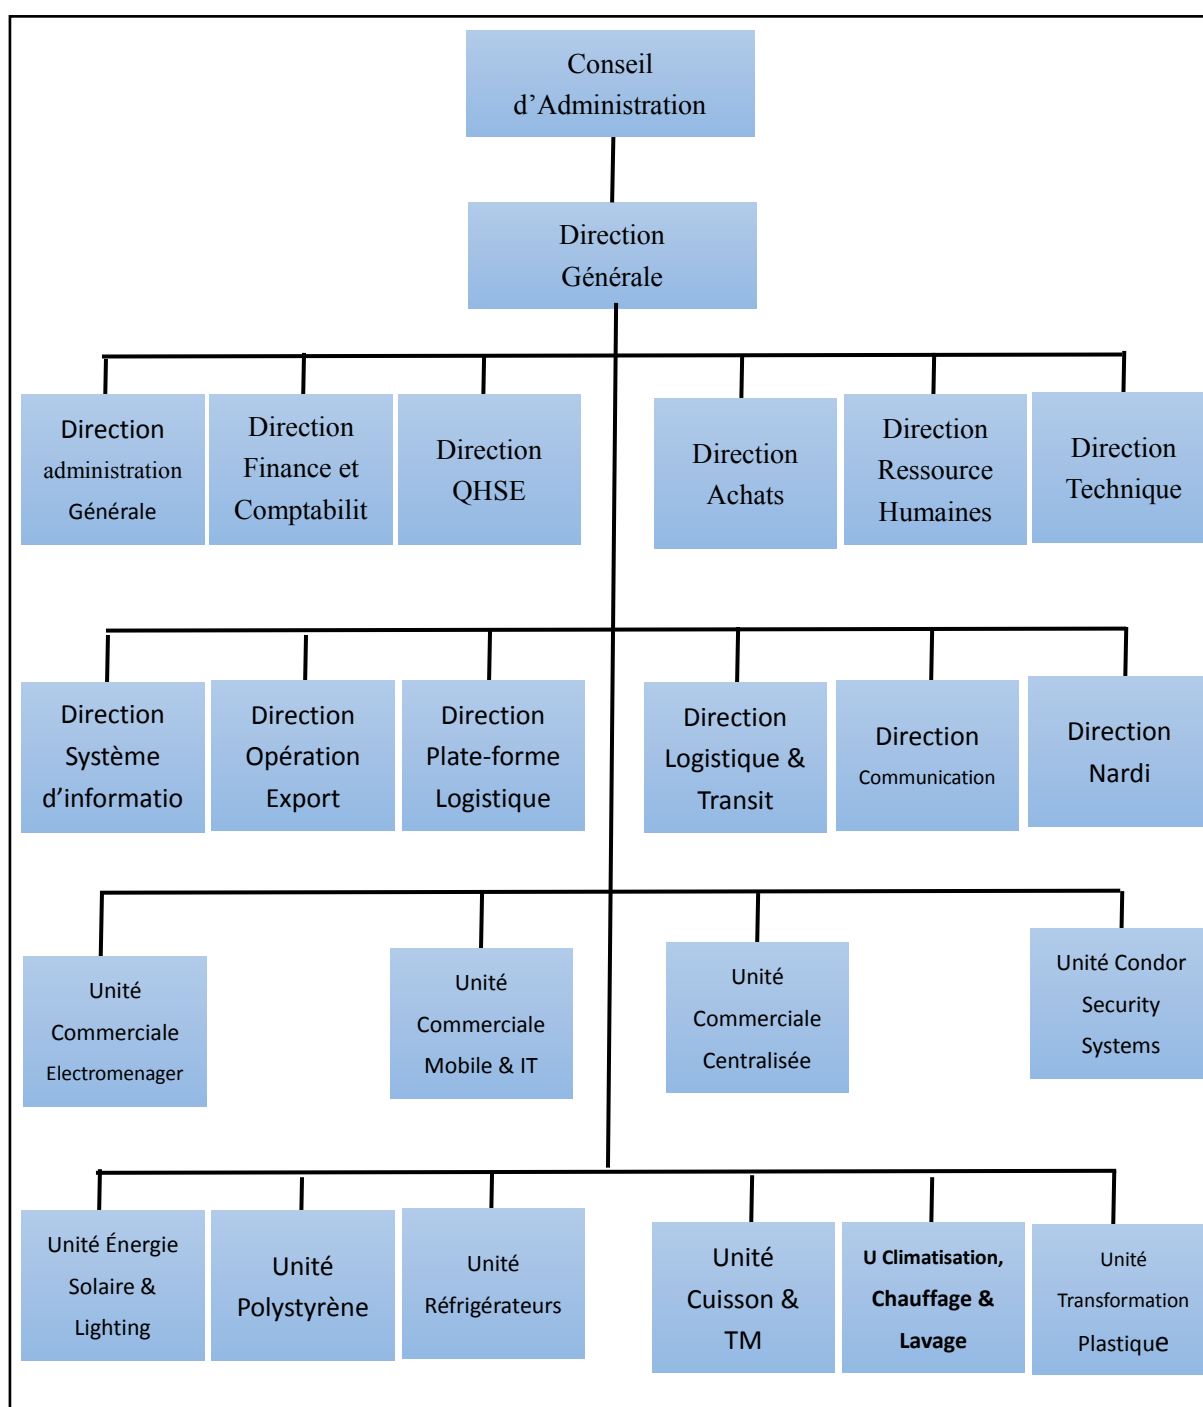 Conseil
d’Administration
Direction
Générale
Direction
administration
Générale
Direction
Finance et
Comptabilit
Direction
QHSE
Direction
Achats
Direction
Ressource
Humaines
Direction
Technique
Direction
Système
d’informatio
Direction
Opération
Export
Direction
Plate-forme
Logistique
Direction
Logistique &
Transit
Direction
Communication
Direction
Nardi
Unité
Commerciale
Electromenager
Unité
Commerciale
Mobile & IT
Unité
Commerciale
Centralisée
Unité Condor
Security
Systems
Unité Énergie
Solaire &
Lighting
Unité
Polystyrène
Unité
Réfrigérateurs
Unité
Cuisson &
TM
U Climatisation,
Chauffage &
Lavage
Unité
Transformation
Plastique